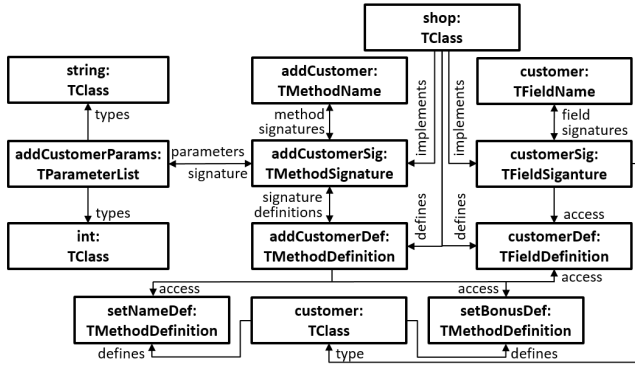 shop:
TClass
string:
TClass
addCustomer:
TMethodName
customer:
TFieldName
implements
implements
types
method
signatures
field
signatures
addCustomerParams:
TParameterList
parameters
signature
addCustomerSig:
TMethodSignature
customerSig:
TFieldSiganture
types
signature
definitions
defines
defines
access
int:
TClass
addCustomerDef:
TMethodDefinition
customerDef:
TFieldDefinition
access
access
access
setNameDef:
TMethodDefinition
customer:
TClass
setBonusDef:
TMethodDefinition
defines
type
defines